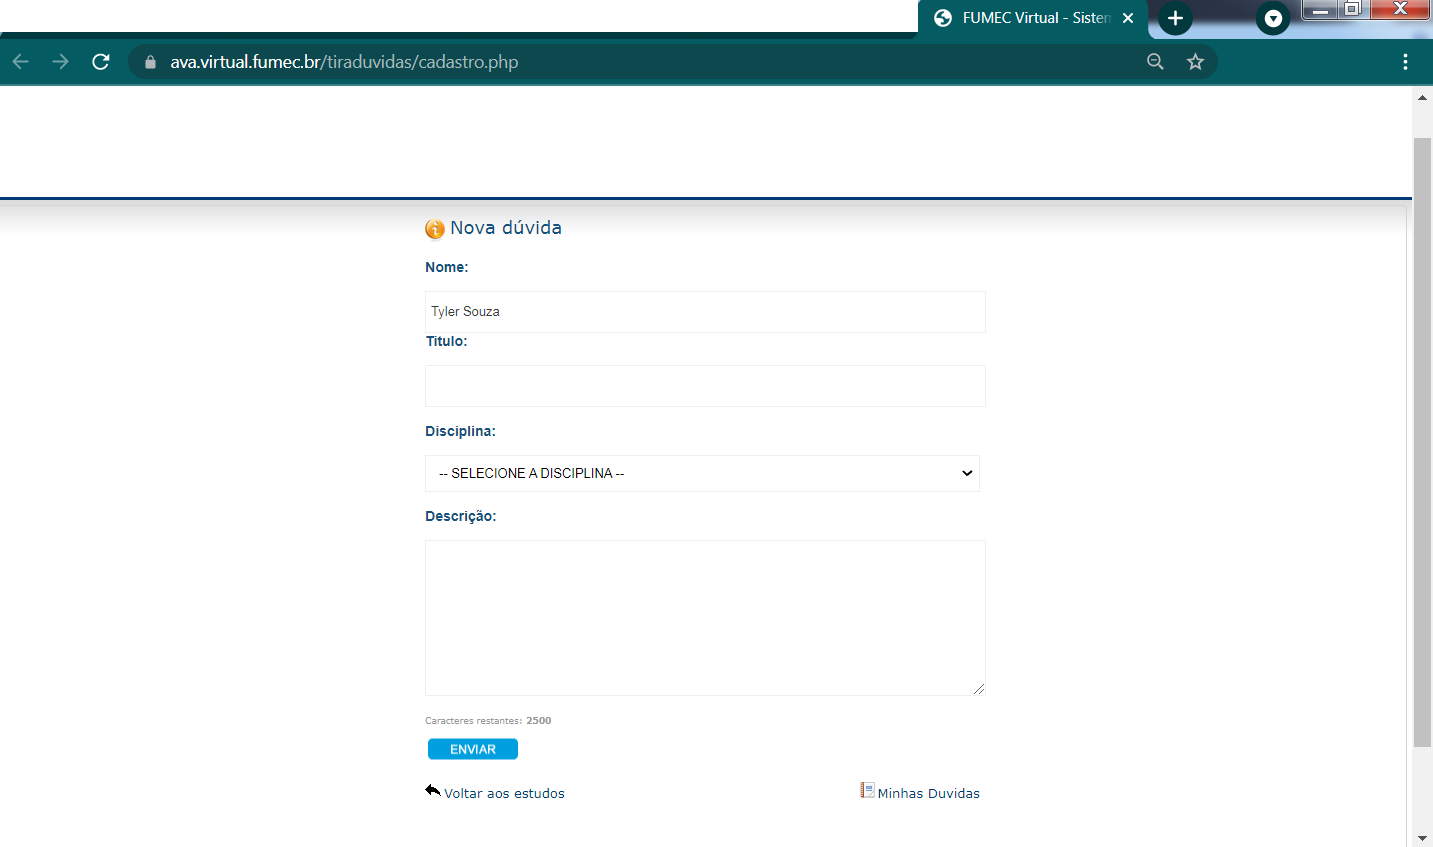 FUMEC Virtual - Sisten
ava.virtual.fumec.br/tiraduvidas/cadastro.php
Nova dúvida
Nome:
Tyler Souza
Titulo:
Disciplina:
-- SELECIONE A DISCIPLINA --
Descrição:
Caracteres restantes: 2500
ENVIAR
Voltar aos estudos
Minhas Duvidas